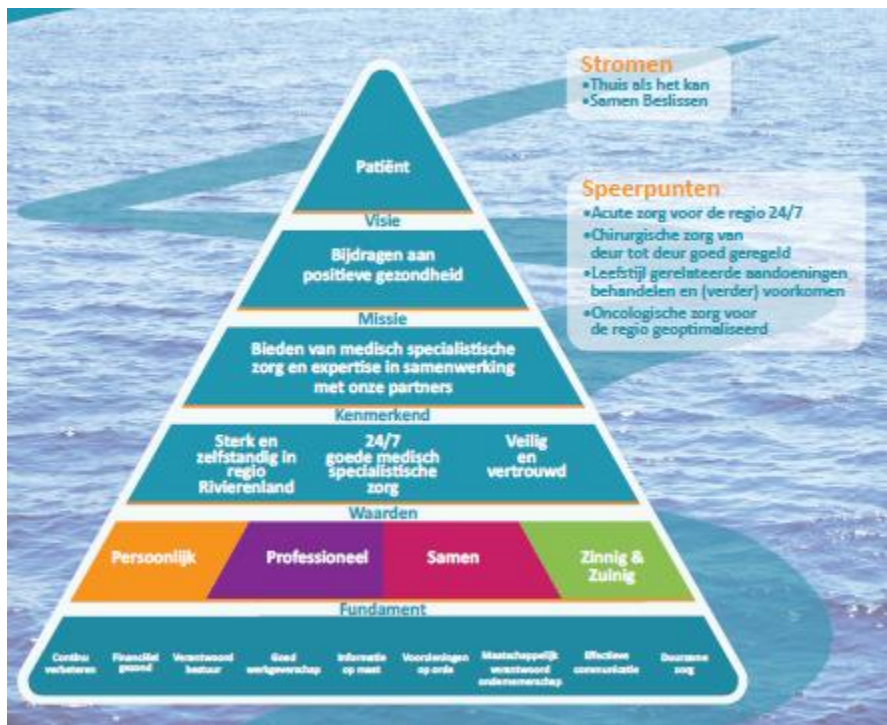 Stromen
•Thuis als het kan
•Samen Beslissen
Speerpunten
•Acute zorg voor de regio 24/7
•Chirurgische zorg van
deur tot deur goed geregeld
•Leefstijl gerelateerde aandoeningen
behandelen en (verder) voorkomen
•Oncologische zorg voor
de regio geoptimaliseerd
Patiënt
Visie
Bijdragen aan
positieve gezondheid
Missie
Bieden van medisch specialistische
zorg en expertise in samenwerking
met onze partners
Kenmerkend
Sterk en
zelfstandig in
regio
Rivierenland
24/7
goede medisch
specialistische
zorg
Veilig
en
vertrouwd
Waarden
Persoonlijk
Professioneel
Samen
Zinnig &
Zuinig
Fundament
Continu
verbeteren
Financiëel
gezond
Verantwoord
bestuur
Goed
werkgeverschap
Informatie
op maat
Voorzieningen
op orde
Maatschappelijk
verantwoord
ondernemerschap
Effectieve
communicatie
Duurzame
zorg